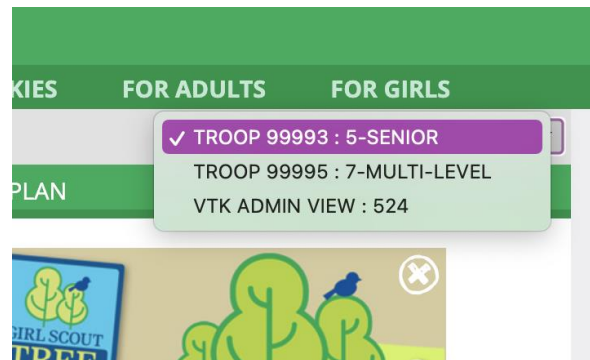 KIES FOR ADULTS FOR GIRLS
✓ TROOP 99993 : 5-SENIOR
TROOP 99995 : 7-MULTI-LEVEL
PLAN
VTK ADMIN VIEW : 524
GIRL SCOUT
TREE